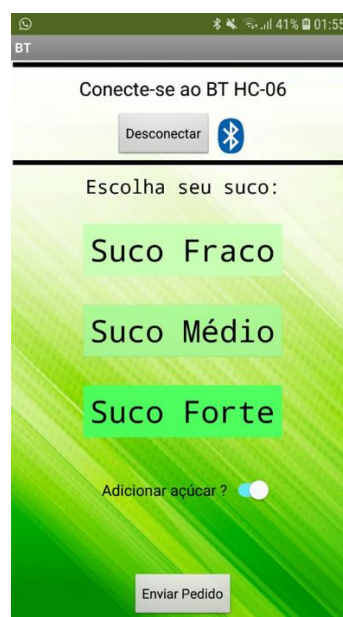 41% 01:55
BT
Conecte-se ao BT HC-06
Desconectar
Escolha seu suco:
Suco Fraco
Suco Médio
Suco Forte
Adicionar açúcar ?
Enviar Pedido